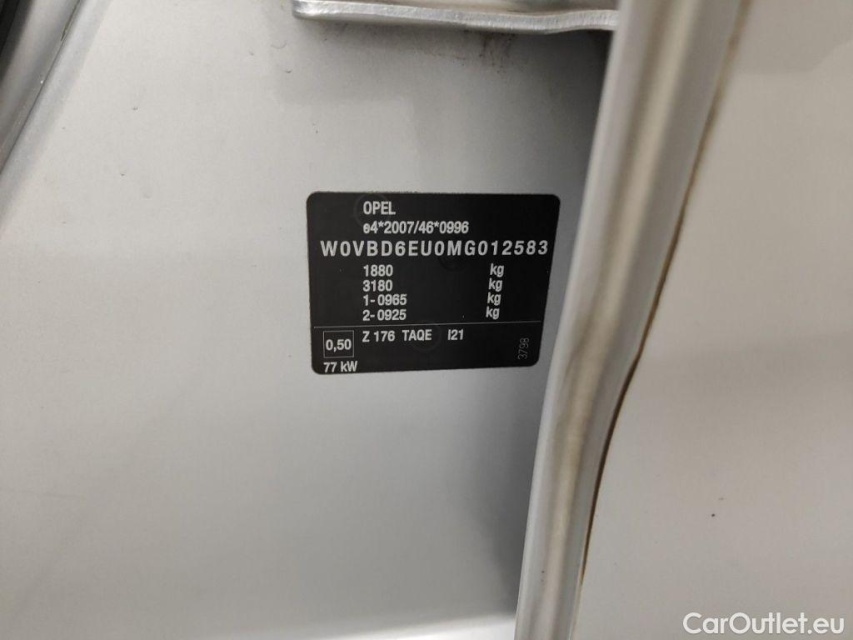 OPEL
e4*2007/46*0996
W0VBD6EU0MG012583
1880 kg
3180 kg
1-0965 kg
2-0925 kg
0,50 Z 176 TAQE I21
77 kW
3798
CarOutlet.eu